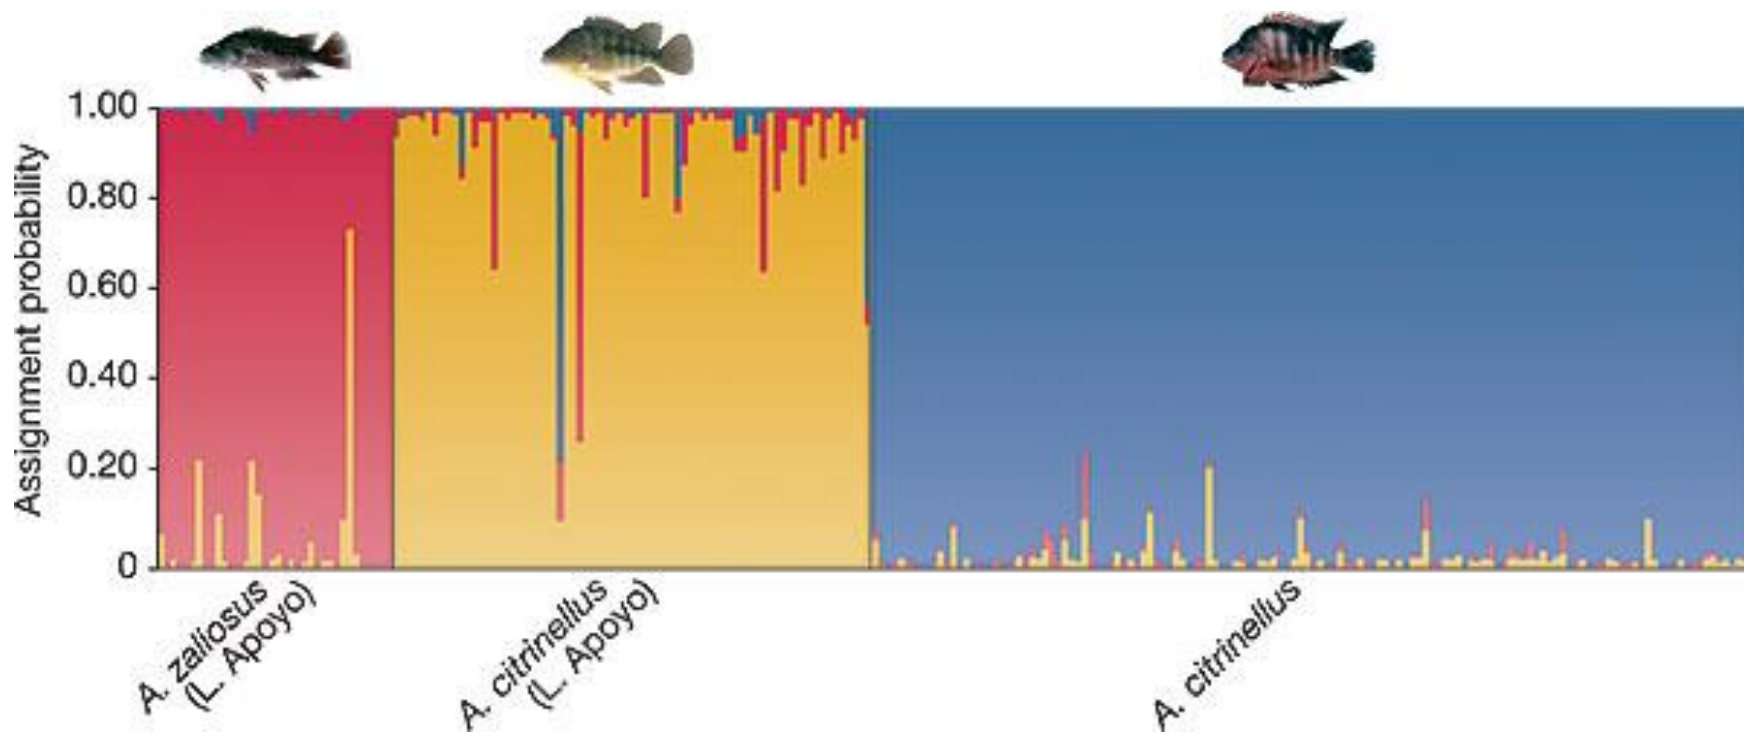 Assignment probability
1.00
0.80
0.60
0.40
0.20
0
A. zaliosus
(L. Apoyo)
A. citrinellus
(L. Apoyo)
A. citrinellus